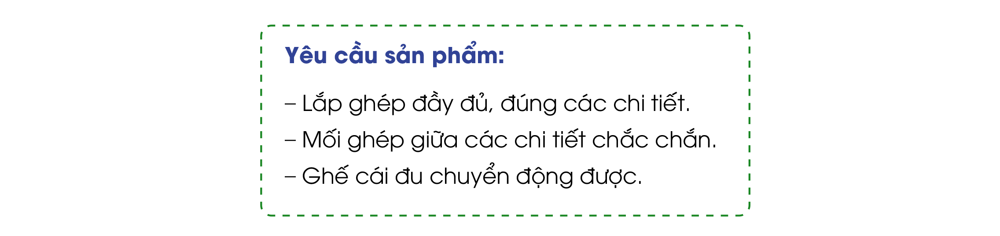 Yêu cầu sản phẩm:
– Lắp ghép đầy đủ, đúng các chi tiết.
– Mối ghép giữa các chi tiết chắc chắn.
– Ghế cái đu chuyển động được.